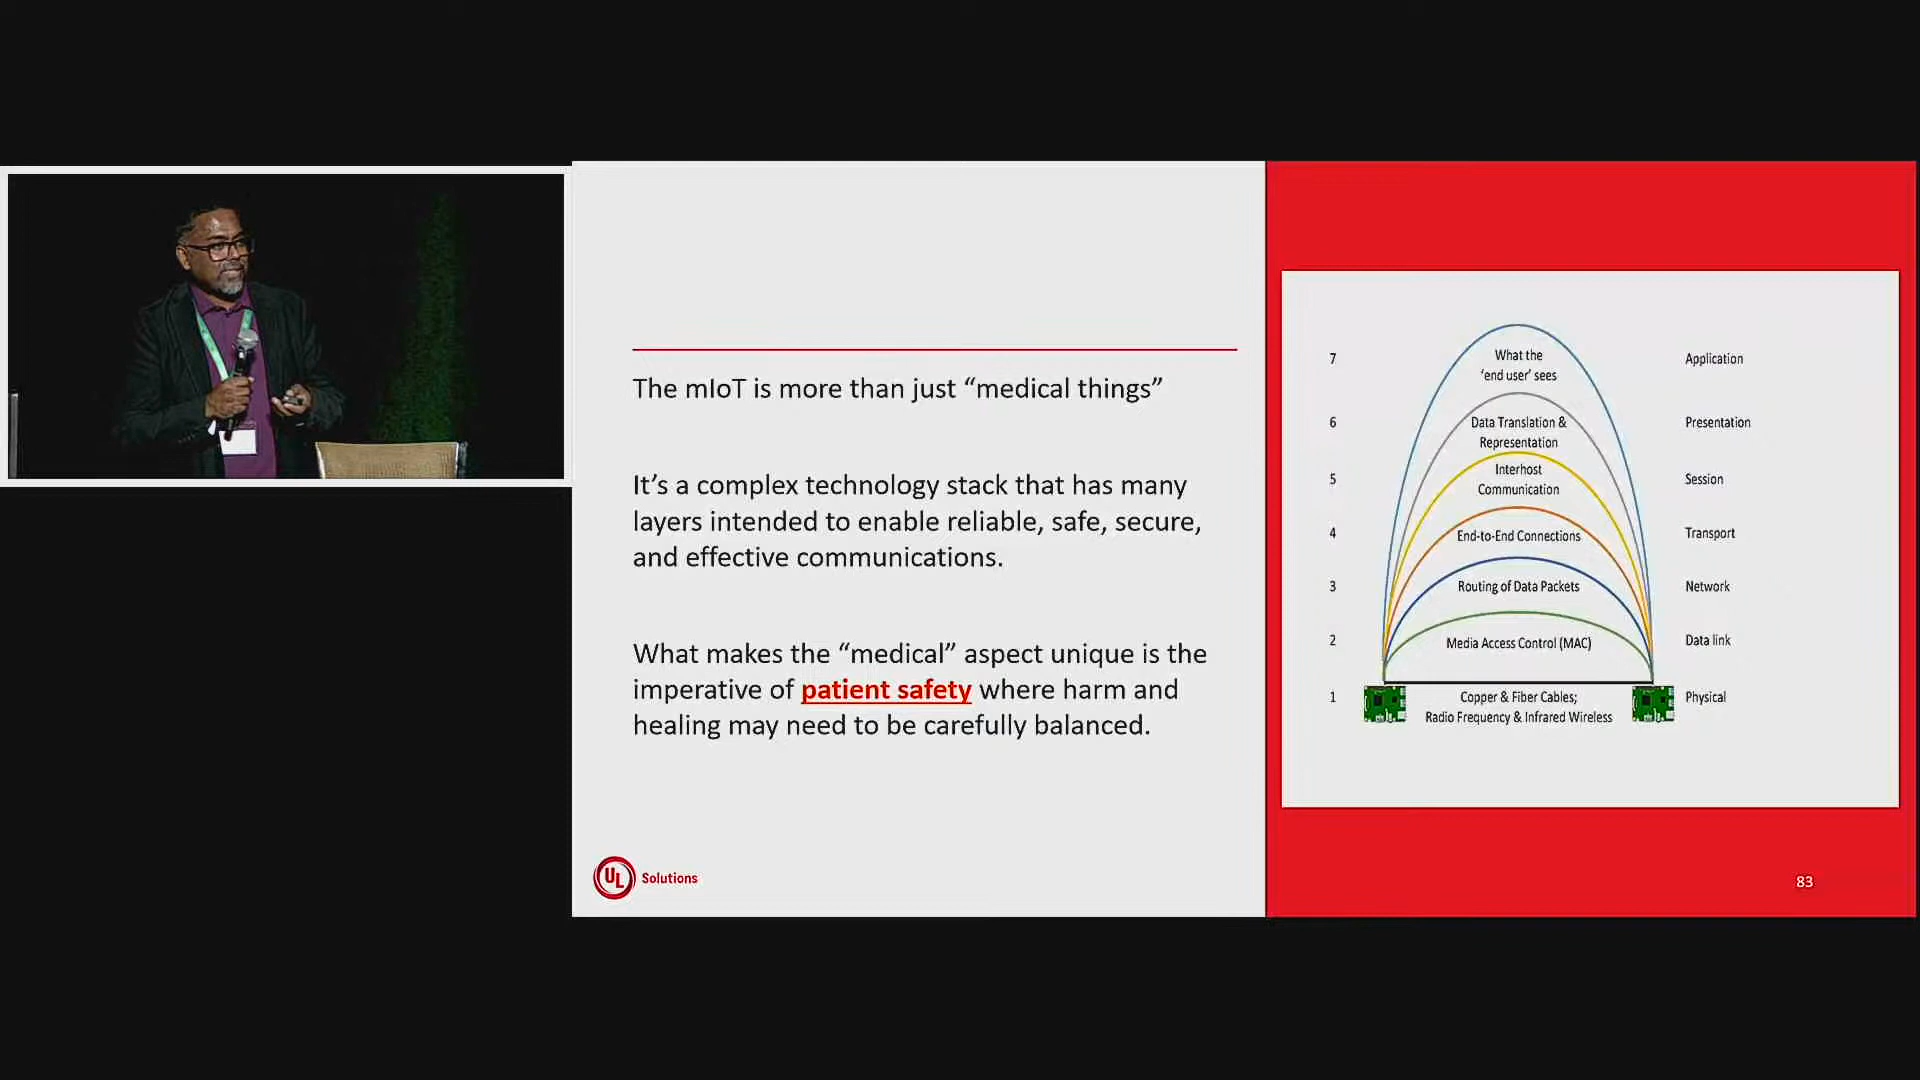 The mIoT is more than just “medical things”
It’s a complex technology stack that has many
layers intended to enable reliable, safe, secure,
and effective communications.
What makes the “medical” aspect unique is the
imperative of patient safety where harm and
healing may need to be carefully balanced.
UL Solutions
7 What the ‘end user’ sees Application
6 Data Translation & Representation Presentation
5 Interhost Communication Session
4 End-to-End Connections Transport
3 Routing of Data Packets Network
2 Media Access Control (MAC) Data link
1 Copper & Fiber Cables; Radio Frequency & Infrared Wireless Physical
83